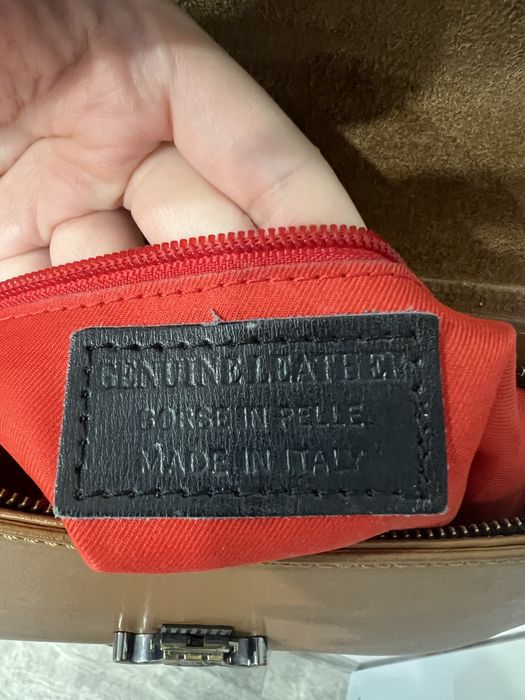 GENUINE LEATHER
BORSE IN PELLE
MADE IN ITALY